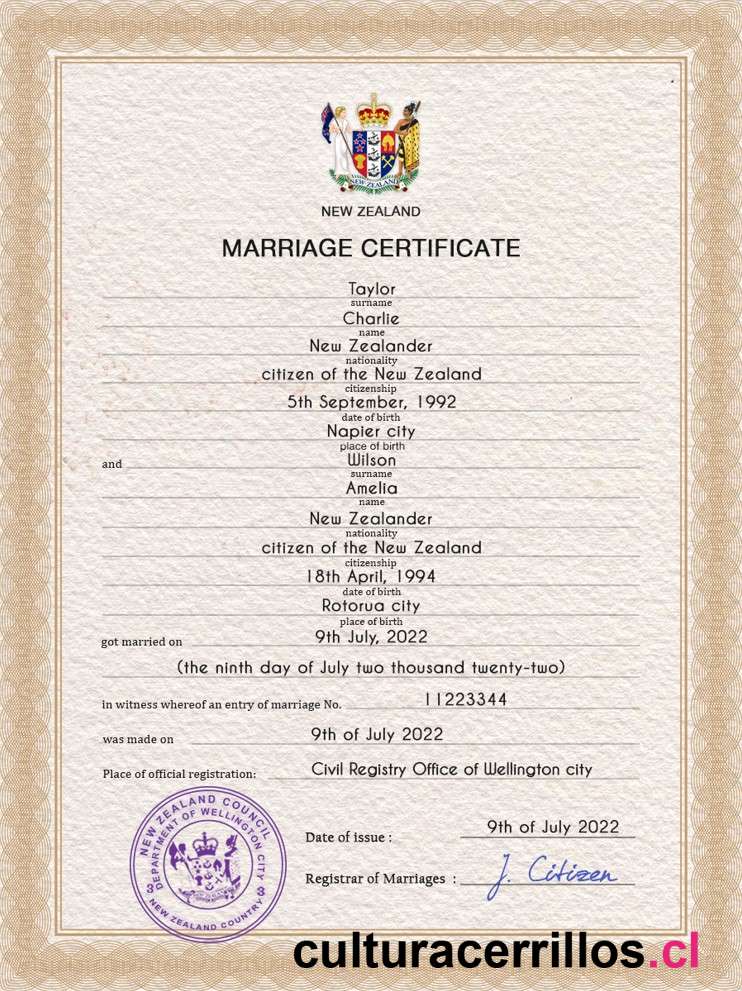 NEW ZEALAND
NEW ZEALAND
MARRIAGE CERTIFICATE
Taylor
surname
Charlie
name
New Zealander
nationality
citizen of the New Zealand
citizenship
5th September, 1992
date of birth
Napier city
place of birth
and Wilson
surname
Amelia
name
New Zealander
nationality
citizen of the New Zealand
citizenship
18th April, 1994
date of birth
Rotorua city
place of birth
got married on 9th July, 2022
(the ninth day of July two thousand twenty-two)
in witness whereof an entry of marriage No. 11223344
was made on 9th of July 2022
Place of official registration: Civil Registry Office of Wellington city
NEW ZEALAND COUNCIL
DEPARTMENT OF WELLINGTON CITY
3 3
NEW ZEALAND COUNTRY
Date of issue : 9th of July 2022
Registrar of Marriages : J. Citizen
culturacerrillos.cl